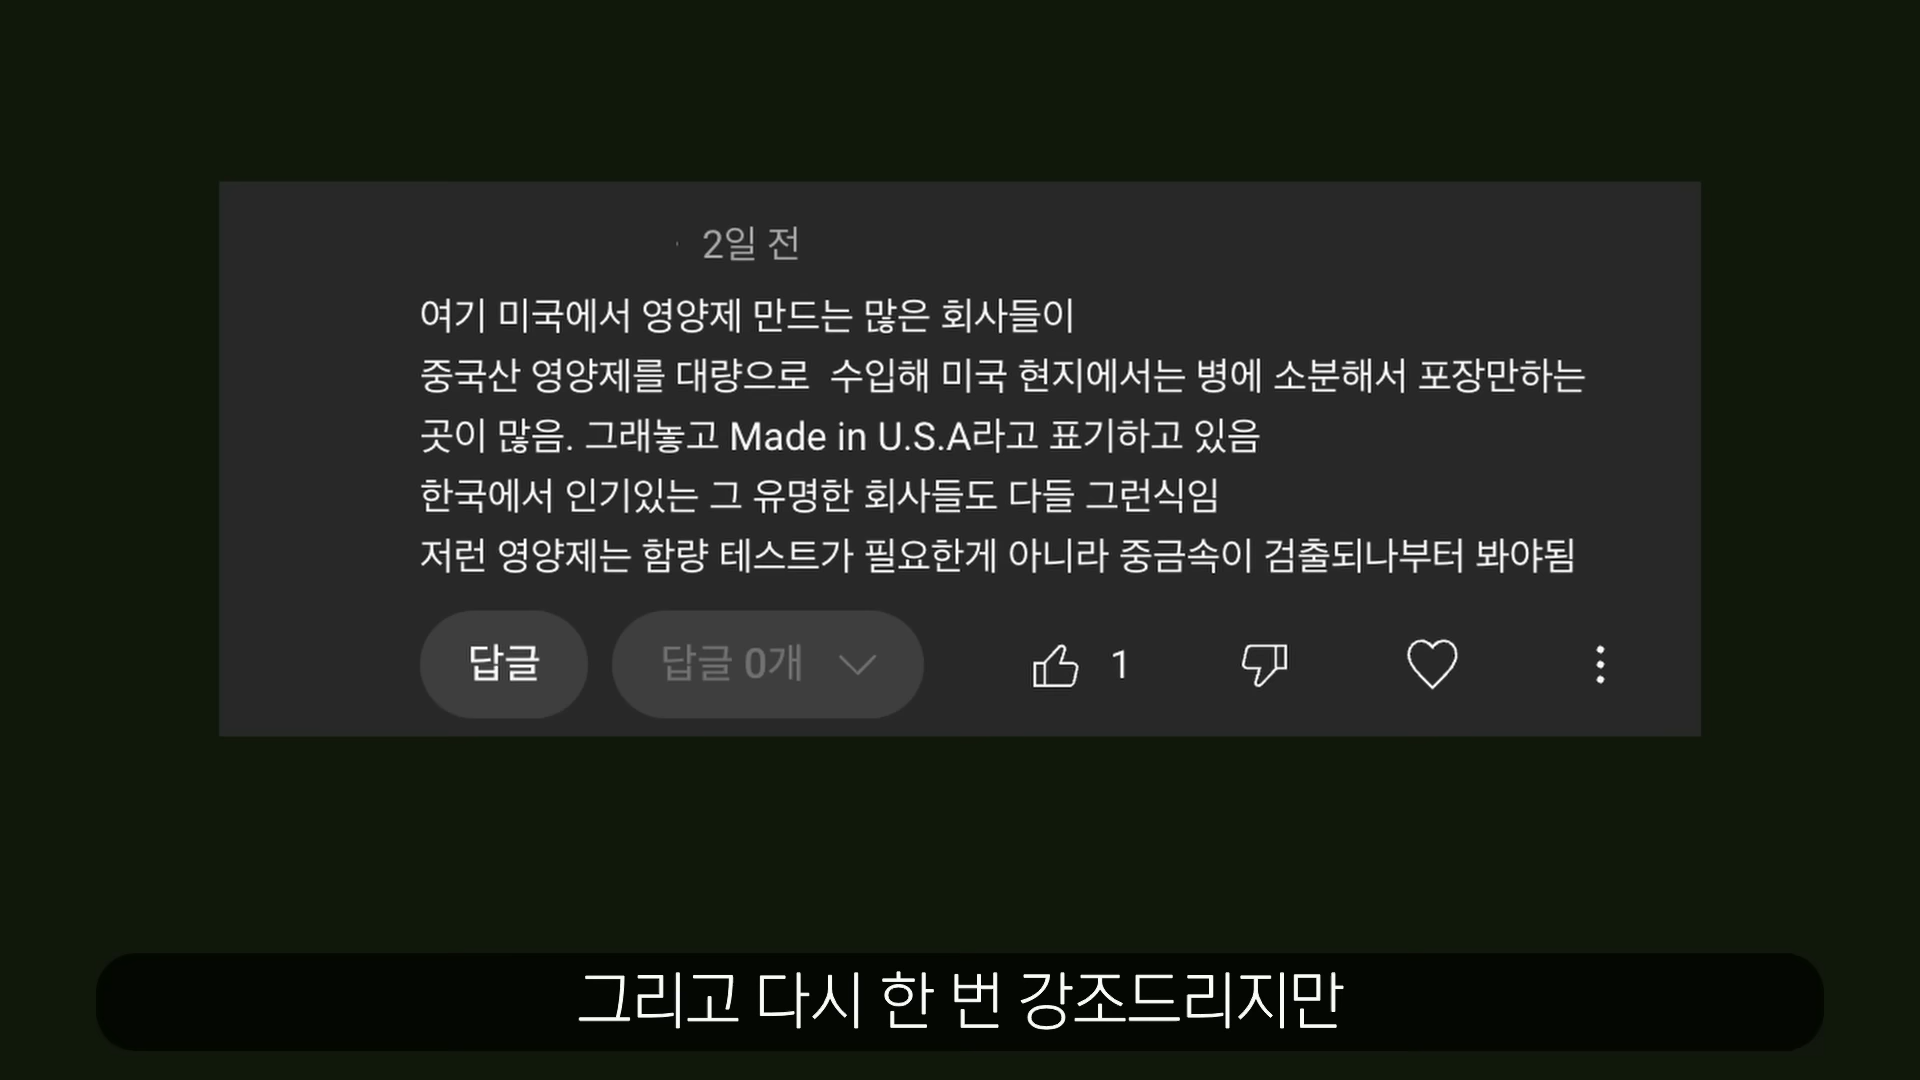 2일 전
여기 미국에서 영양제 만드는 많은 회사들이
중국산 영양제를 대량으로 수입해 미국 현지에서는 병에 소분해서 포장만하는
곳이 많음. 그래놓고 Made in U.S.A라고 표기하고 있음
한국에서 인기있는 그 유명한 회사들도 다들 그런식임
저런 영양제는 함량 테스트가 필요한게 아니라 중금속이 검출되나부터 봐야됨
답글 답글 0개 1
그리고 다시 한 번 강조드리지만